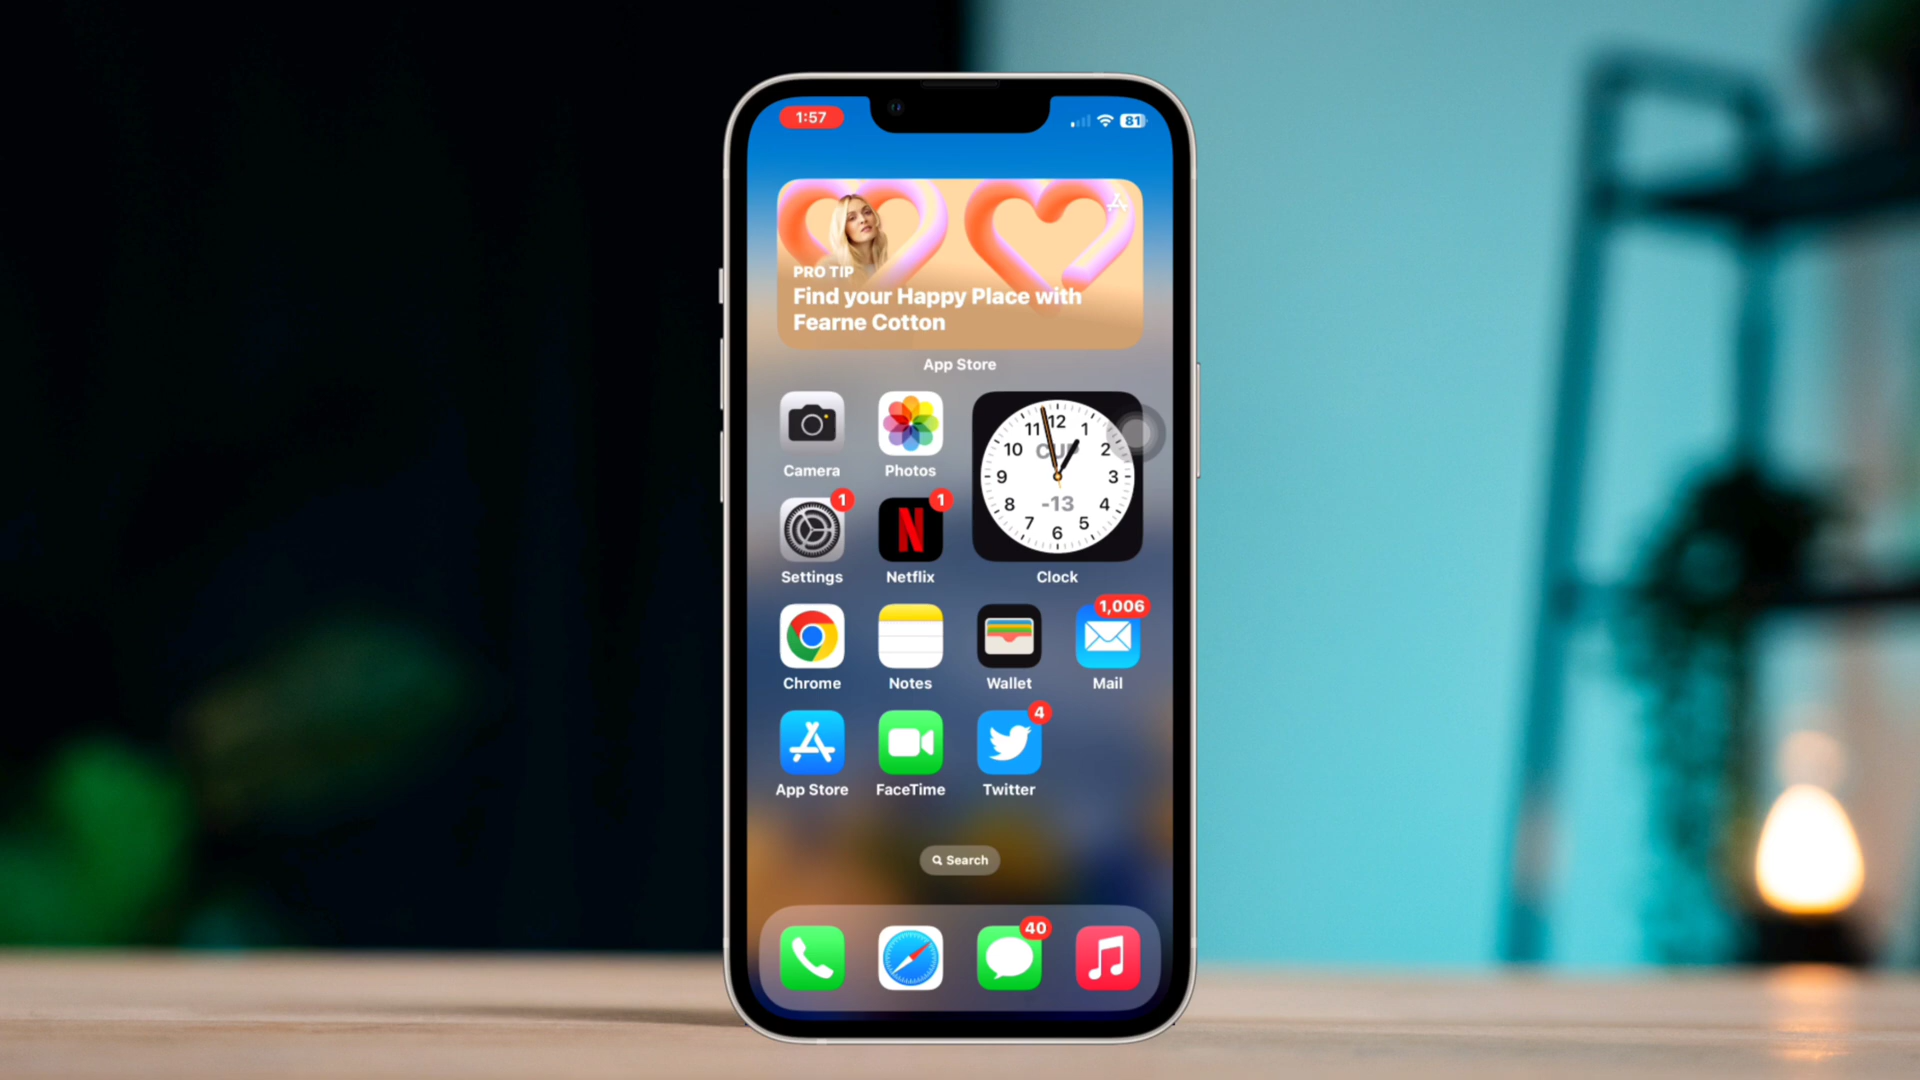 1:57
81
PRO TIP
Find your Happy Place with
Fearne Cotton
App Store
Camera
Photos
12
1
2
3
4
5
6
7
8
9
10
11
CUP
-13
Clock
1
Settings
1
Netflix
Chrome
Notes
Wallet
1,006
Mail
App Store
FaceTime
4
Twitter
Search
40